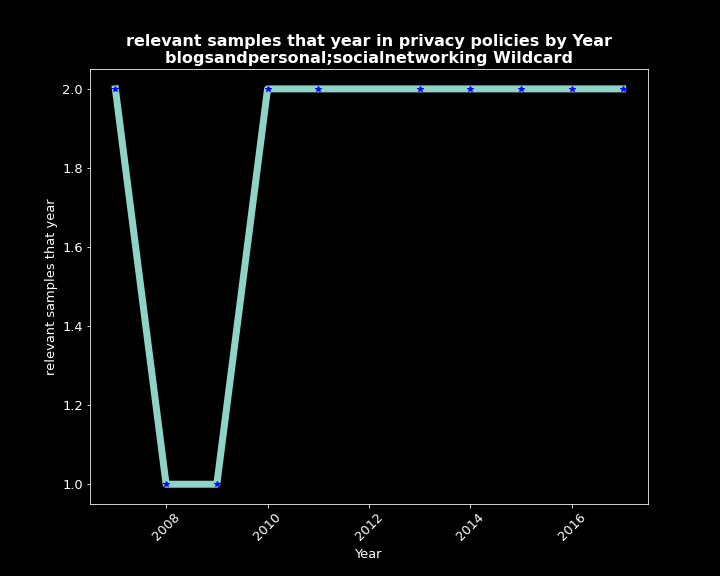 relevant samples that year in privacy policies by Year
blogsandpersonal;socialnetworking Wildcard
2.0
1.8
1.6
1.4
1.2
1.0
relevant samples that year
2008
2010
2012
2014
2016
Year